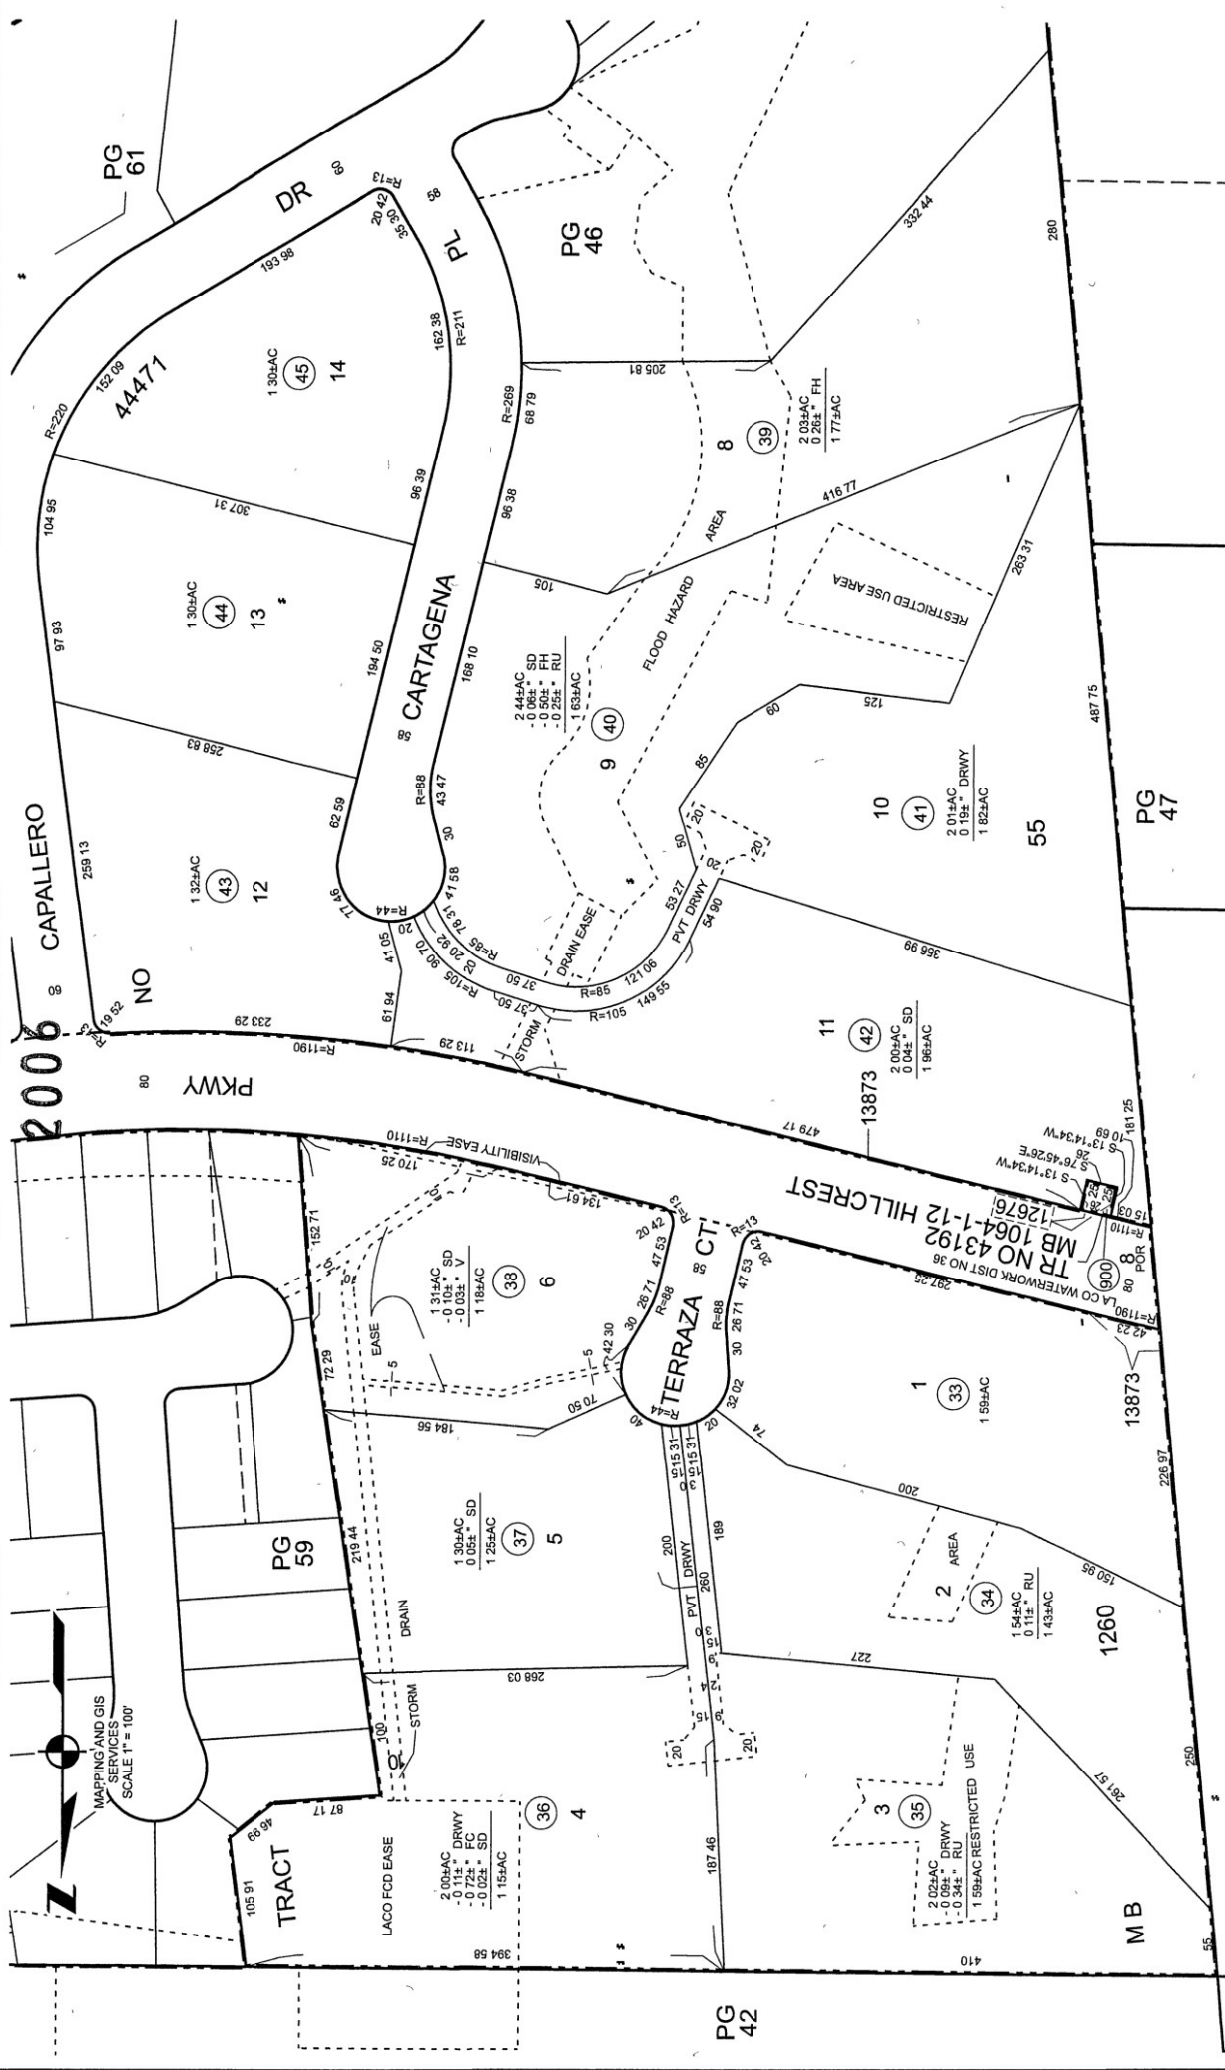 2006
PG
61
DR
60
R=13
20 42
35 30
58
PL
193 98
152 09
44471
R=220
104 95
97 93
259 13
CAPALLERO
60
R=13
19 52
NO
1 30±AC
45
14
162 38
R=211
307 31
96 39
1 30±AC
44
13
194 50
258 83
62 59
58 CARTAGENA
1 32±AC
43
12
77 46
R=44
R=269
68 79
96 38
168 10
R=88
43 47
30
41 58
PG
46
205 81
332 44
280
8
39
2 03±AC
0 26± " FH
1 77±AC
105
416 77
FLOOD HAZARD AREA
RESTRICTED USE AREA
263 31
2 44±AC
- 0 06± " SD
- 0 50± " FH
- 0 25± " RU
1 63±AC
9
40
60
125
85
50
20
20
20
487 75
10
41
2 01±AC
0 19± " DRWY
1 82±AC
55
PG
47
78 31
20 92
R=85
20
20
90 70
R=105
41 05
61 94
37 50
37 50
DRAIN EASE
R=85
121 06
53 27
PVT DRWY
54 90
149 55
R=105
STORM
356 99
11
42
2 00±AC
0 04± " SD
1 96±AC
233 29
R=1190
113 29
479 17
13873
80
PKWY
R=1110
170 25
VISIBILITY EASE
134 61
HILLCREST
S 13°14'34"W
S 76°45'26"E
26
S 13°14'34"W
10 69
181 25
25
25
15 03
R=1110
12676
MB 1064-1-12
TR NO 43192
LA CO WATERWORK DIST NO 36
297 25
900
8
POR
80
R=1190
42 23
13873
152 71
20 42
R=13
R=13
20 42
47 53
47 53
26 71
26 71
R=88
R=88
30
30
58
TERRAZA CT
1 31±AC
- 0 10± " SD
- 0 03± " V
1 18±AC
38
6
10
EASE
5
5
42 30
70 50
40
R=44
20
32 02
74
72 29
184 56
1
33
1 59±AC
226 97
200
150 95
PG
59
219 44
1 30±AC
0 05± " SD
1 25±AC
37
5
200
PVT DRWY
260
189
DRAIN
STORM
268 03
100
10
227
2
AREA
34
1 54±AC
0 11± " RU
1 43±AC
1260
MAPPING AND GIS
SERVICES
SCALE 1" = 100'
Z
46 99
87 17
105 91
TRACT
LACO FCD EASE
2 00±AC
- 0 11± " DRWY
- 0 72± " FC
- 0 02± " SD
1 15±AC
36
4
20
20
187 46
394 58
3
35
2 02±AC
- 0 09± " DRWY
- 0 34± " RU
1 59±AC RESTRICTED USE
261 57
250
M B
410
55
PG
42